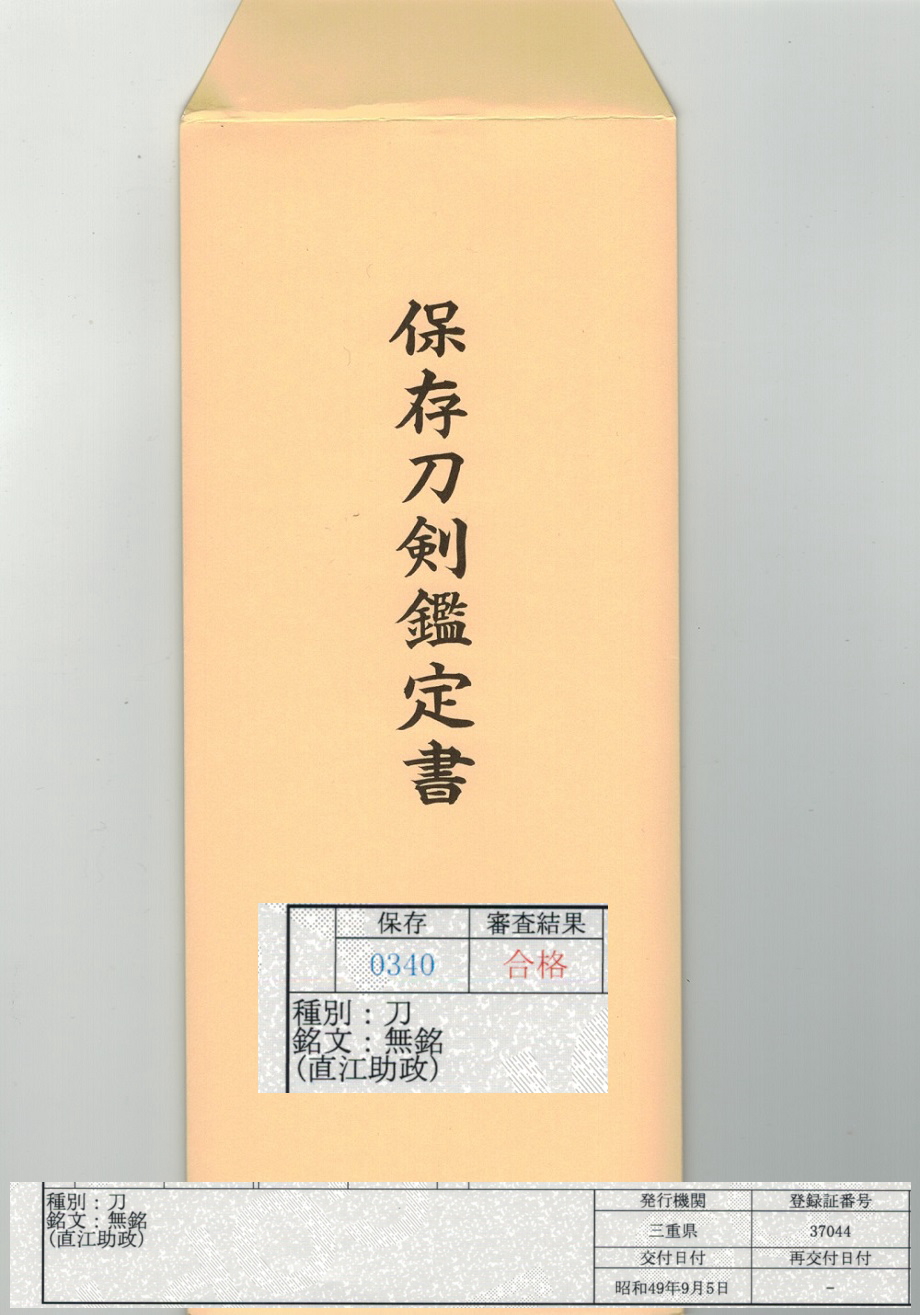 保存刀剣鑑定書
保存 審査結果
0340 合格
種別：刀
銘文：無銘
(直江助政)
種別：刀
銘文：無銘
(直江助政)
発行機関 登録証番号
三重県 37044
交付日付 再交付日付
昭和49年9月5日 −